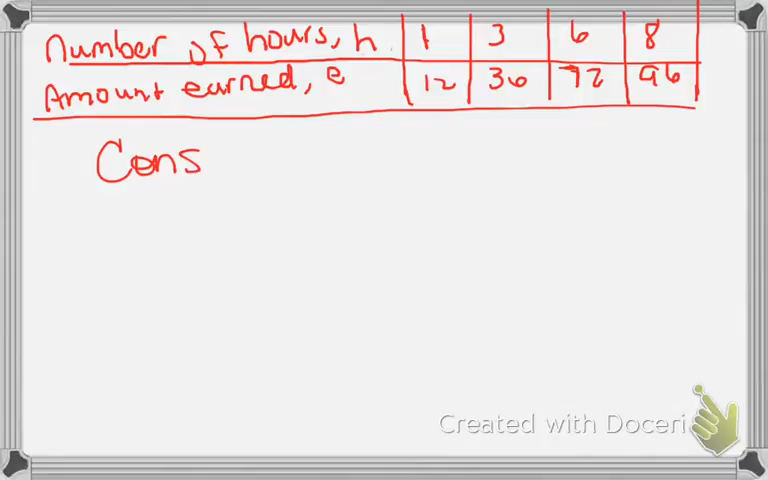 Number of hours, h 1 3 6 8
Amount earned, e 12 36 72 96
Cons
Created with Doceri